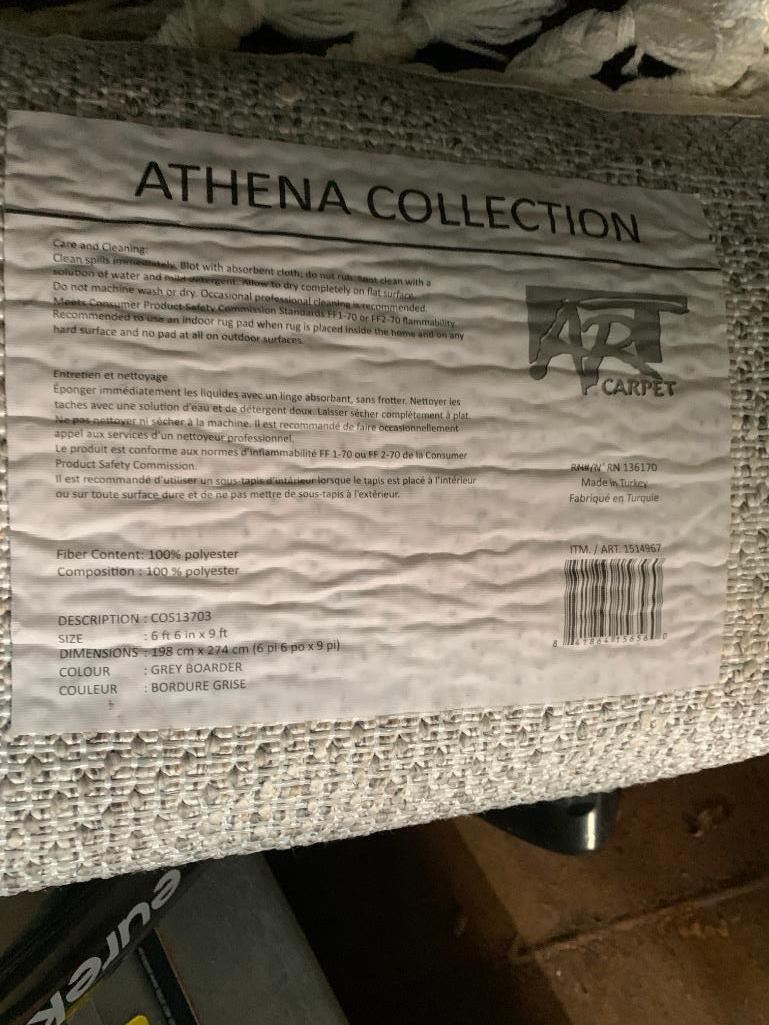 ATHENA COLLECTION
Care and Cleaning:
Clean spills immediately. Blot with absorbent cloth; do not rub. Spot clean with a
solution of water and mild detergent. Allow to dry completely on flat surface.
Do not machine wash or dry. Occasional professional cleaning is recommended.
Meets Consumer Product Safety Commission Standards FF1-70 or FF2-70 flammability.
Recommended to use an indoor rug pad when rug is placed inside the home and on any
hard surface and no pad at all on outdoor surfaces.
ART
CARPET
Entretien et nettoyage
Éponger immédiatement les liquides avec un linge absorbant, sans frotter. Nettoyer les
taches avec une solution d'eau et de détergent doux. Laisser sécher complètement à plat.
Ne pas nettoyer ni sécher à la machine. Il est recommandé de faire occasionnellement
appel aux services d'un nettoyeur professionnel.
Le produit est conforme aux normes d'inflammabilité FF 1-70 ou FF 2-70 de la Consumer
Product Safety Commission.
Il est recommandé d'utiliser un sous-tapis d'intérieur lorsque le tapis est placé à l'intérieur
ou sur toute surface dure et de ne pas mettre de sous-tapis à l'extérieur.
RN#/N° RN 136170
Made in Turkey
Fabriqué en Turquie
Fiber Content: 100% polyester
Composition : 100 % polyester
ITM. / ART. 1514967
8 41864 15656 0
DESCRIPTION : COS13703
SIZE : 6 ft 6 in x 9 ft
DIMENSIONS : 198 cm x 274 cm (6 pi 6 po x 9 pi)
COLOUR : GREY BOARDER
COULEUR : BORDURE GRISE
eurek